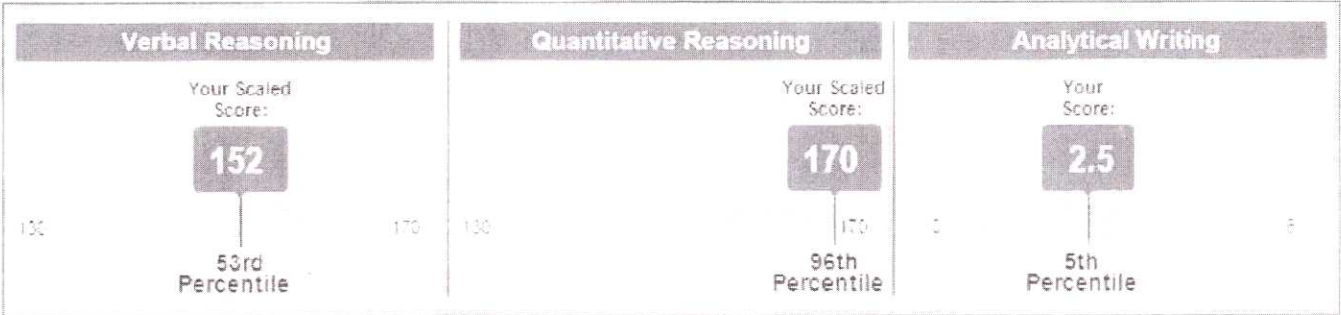 Verbal Reasoning
Your Scaled
Score:
152
130
170
53rd
Percentile
Quantitative Reasoning
Your Scaled
Score:
170
130
170
96th
Percentile
Analytical Writing
Your
Score:
2.5
0
6
5th
Percentile